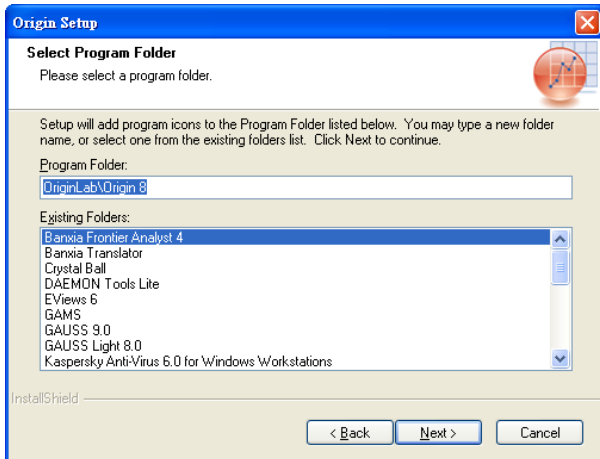 Origin Setup
Select Program Folder
Please select a program folder.
Setup will add program icons to the Program Folder listed below. You may type a new folder
name, or select one from the existing folders list. Click Next to continue.
Program Folder:
OriginLab\Origin 8
Existing Folders:
Banxia Frontier Analyst 4
Banxia Translator
Crystal Ball
DAEMON Tools Lite
EViews 6
GAMS
GAUSS 9.0
GAUSS Light 8.0
Kaspersky Anti-Virus 6.0 for Windows Workstations
InstallShield
< Back Next > Cancel